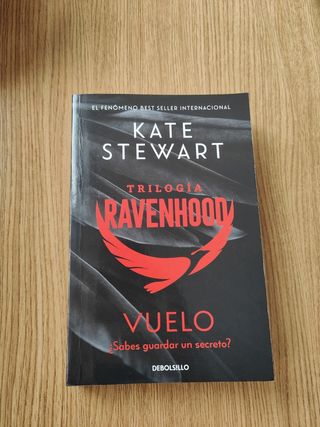 EL FENÓMENO BEST SELLER INTERNACIONAL
KATE
STEWART
TRILOGÍA
RAVENHOOD
VUELO
¿Sabes guardar un secreto?
DEBOLSILLO